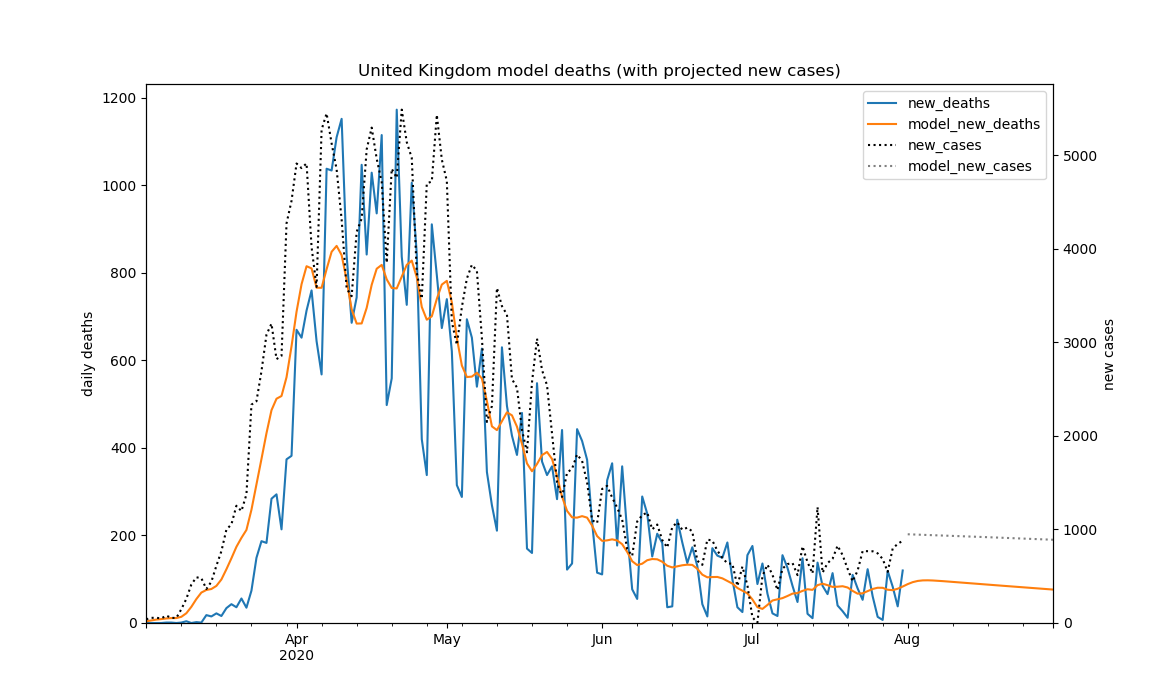 United Kingdom model deaths (with projected new cases)
new_deaths
model_new_deaths
new_cases
model_new_cases
1200
1000
800
600
400
200
0
daily deaths
5000
4000
3000
2000
1000
0
new cases
Apr
2020
May
Jun
Jul
Aug